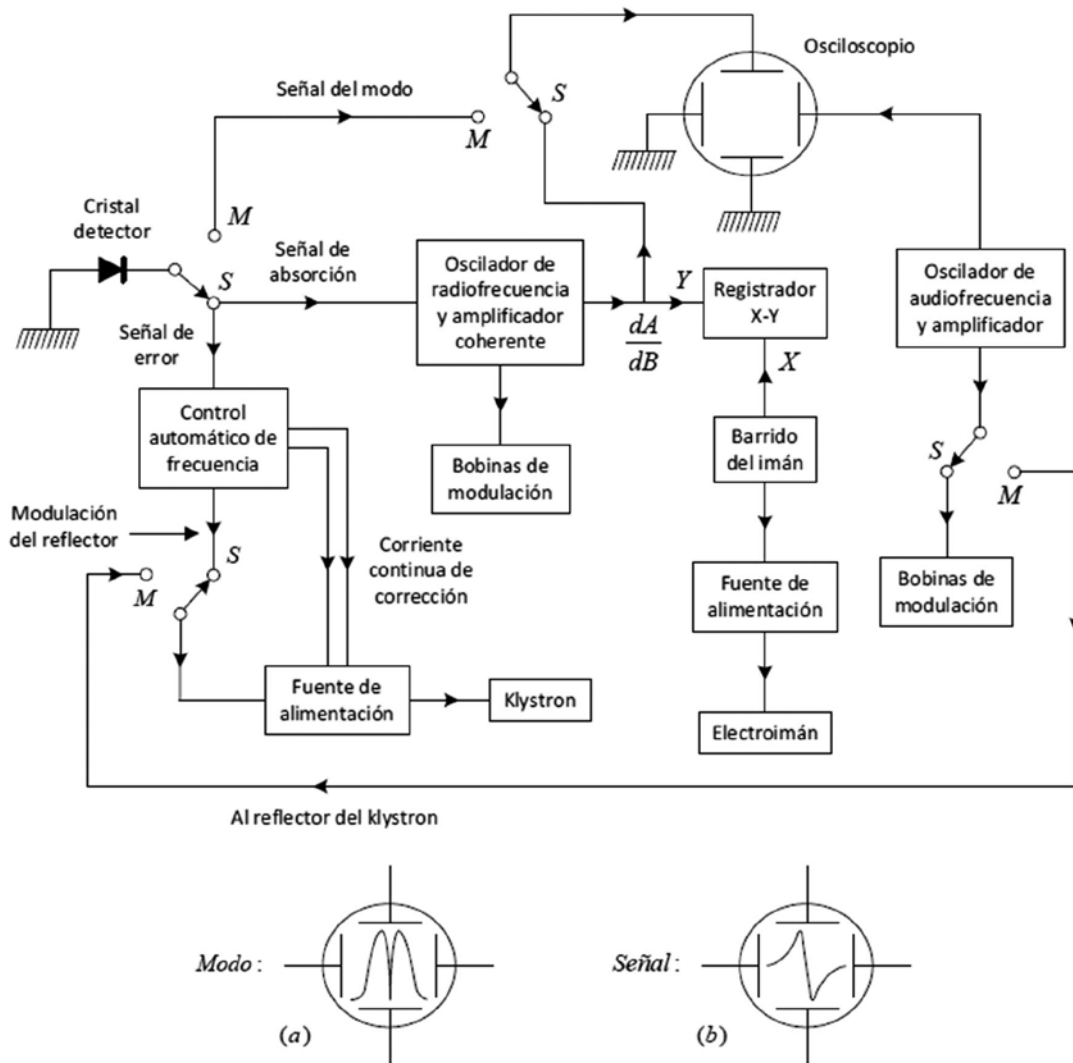 Osciloscopio
Señal del modo
S
M
Cristal
detector
M
S
Señal de
absorción
Señal de
error
Oscilador de
radiofrecuencia
y amplificador
coherente
Y
dA
dB
Registrador
X-Y
X
Oscilador de
audiofrecuencia
y amplificador
Control
automático de
frecuencia
Bobinas de
modulación
Barrido
del imán
S
M
Modulación
del reflector
S
M
Corriente
continua de
corrección
Fuente de
alimentación
Bobinas de
modulación
Fuente de
alimentación
Klystron
Electroimán
Al reflector del klystron
Modo :
(a)
Señal :
(b)